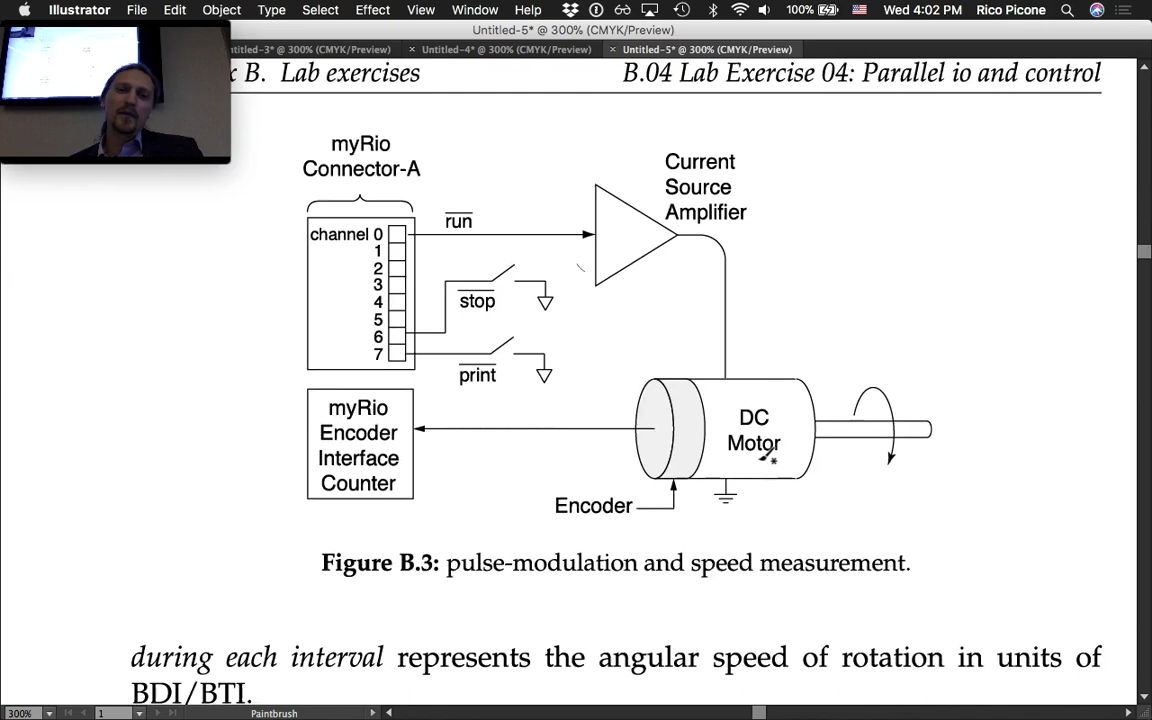 Illustrator File Edit Object Type Select Effect View Window Help 100% Wed 4:02 PM Rico Picone
Untitled-5* @ 300% (CMYK/Preview)
ntitled-3* @ 300% (CMYK/Preview) × Untitled-4* @ 300% (CMYK/Preview) × Untitled-5* @ 300% (CMYK/Preview)
x B. Lab exercises B.04 Lab Exercise 04: Parallel io and control
myRio
Connector-A
Current
Source
Amplifier
channel 0
1
2
3
4
5
6
7
run
stop
print
myRio
Encoder
Interface
Counter
DC
Motor
Encoder
Figure B.3: pulse-modulation and speed measurement.
during each interval represents the angular speed of rotation in units of
BDI/BTI.
300% 1 Paintbrush